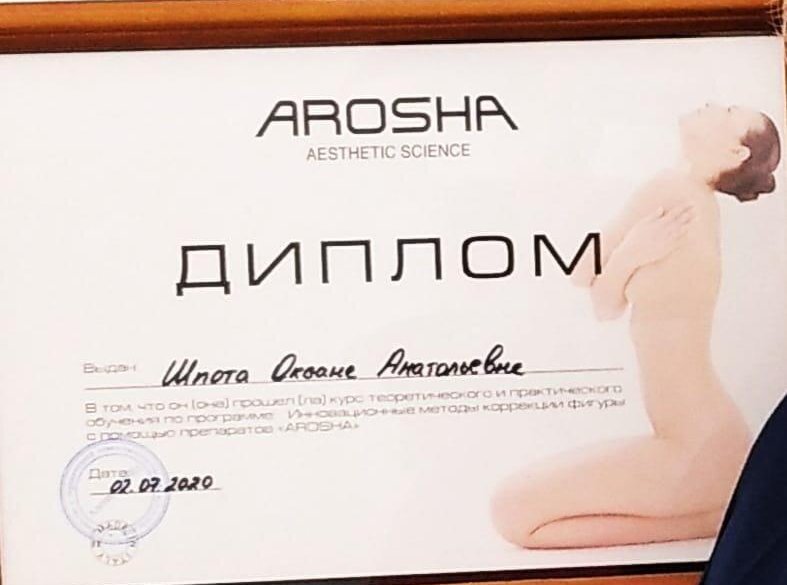 AROSHA
AESTHETIC SCIENCE
ДИПЛОМ
Выдан Шпота Оксане Анатольевне
В том, что он (она) прошел (ла) курс теоретического и практического
обучения по программе: Инновационные методы коррекции фигуры
с помощью препаратов «AROSHA»
Дата
02.07.2020